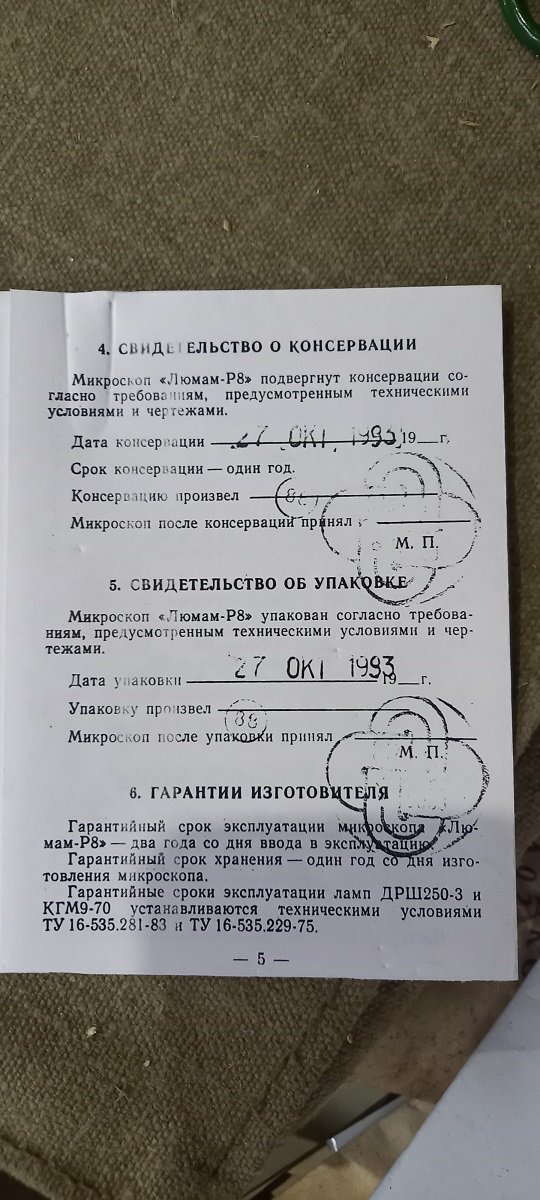 4. СВИДЕТЕЛЬСТВО О КОНСЕРВАЦИИ
Микроскоп «Люмам-Р8» подвергнут консервации со-
гласно требованиям, предусмотренным техническими
условиями и чертежами.
Дата консервации 27 ОКТ 1993 19 г.
Срок консервации — один год.
Консервацию произвел 88
Микроскоп после консервации принял
М. П.
5. СВИДЕТЕЛЬСТВО ОБ УПАКОВКЕ
Микроскоп «Люмам-Р8» упакован согласно требова-
ниям, предусмотренным техническими условиями и чер-
тежами.
Дата упаковки 27 ОКТ 1993 19 г.
Упаковку произвел 88
Микроскоп после упаковки принял
М. П.
6. ГАРАНТИИ ИЗГОТОВИТЕЛЯ
Гарантийный срок эксплуатации микроскопа «Лю-
мам-Р8» — два года со дня ввода в эксплуатацию.
Гарантийный срок хранения — один год со дня изго-
товления микроскопа.
Гарантийные сроки эксплуатации ламп ДРШ250-3 и
КГМ9-70 устанавливаются техническими условиями
ТУ 16-535.281-83 и ТУ 16-535.229-75.
— 5 —